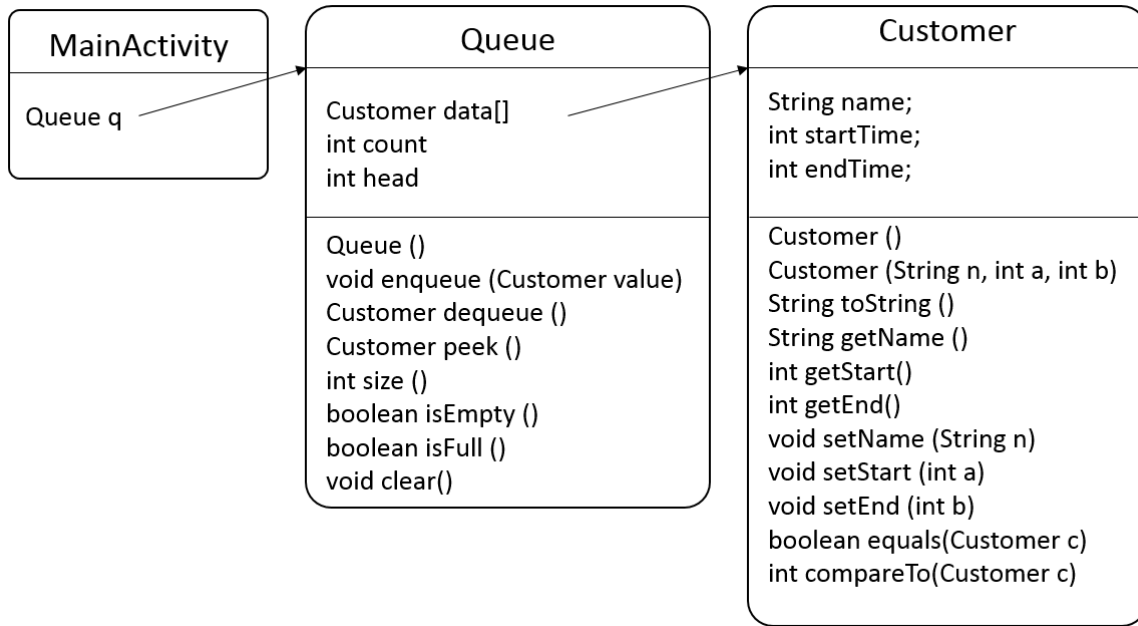 MainActivity
Queue q
Queue
Customer data[]
int count
int head
Queue ()
void enqueue (Customer value)
Customer dequeue ()
Customer peek ()
int size ()
boolean isEmpty ()
boolean isFull ()
void clear()
Customer
String name;
int startTime;
int endTime;
Customer ()
Customer (String n, int a, int b)
String toString ()
String getName ()
int getStart()
int getEnd()
void setName (String n)
void setStart (int a)
void setEnd (int b)
boolean equals(Customer c)
int compareTo(Customer c)